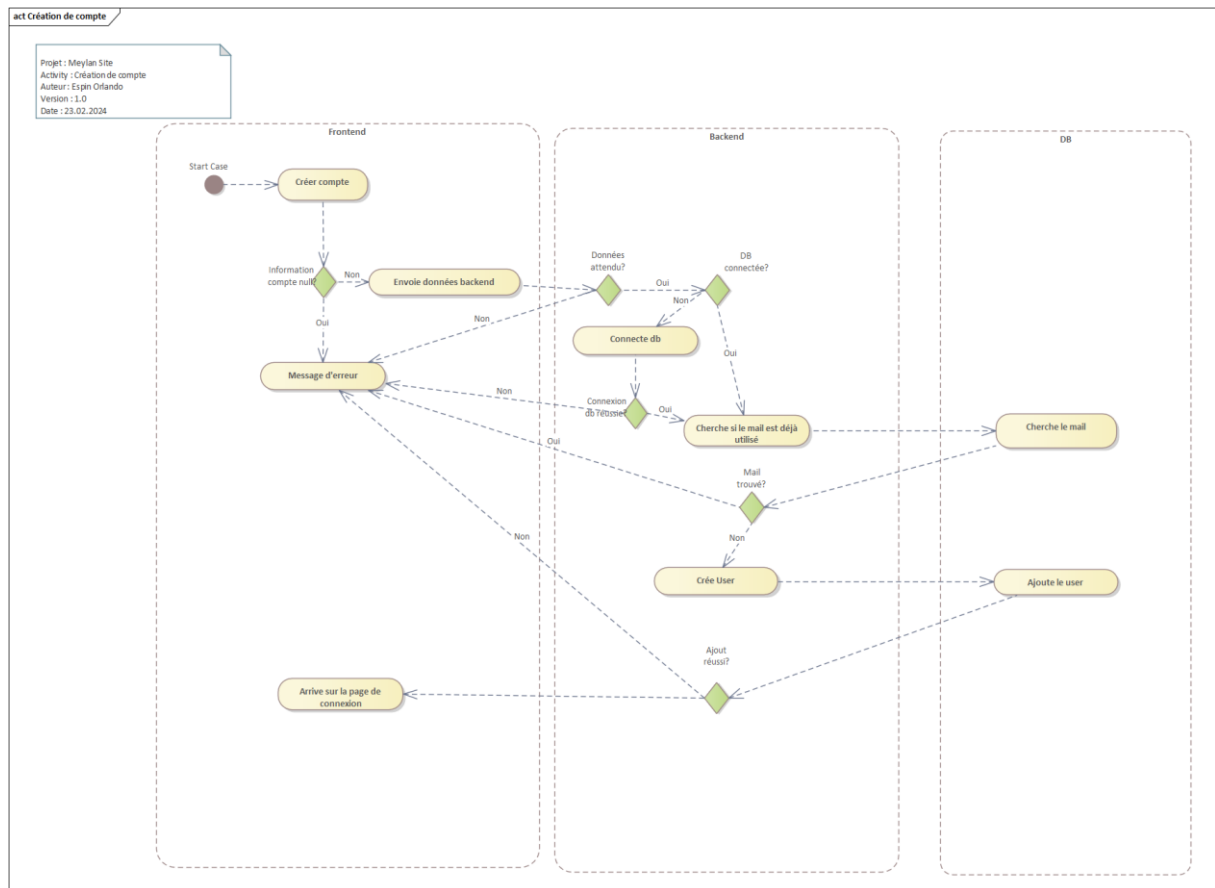 act Création de compte
Projet : Meylan Site
Activity : Création de compte
Auteur : Espin Orlando
Version : 1.0
Date : 23.02.2024
Frontend
Backend
DB
Start Case
Créer compte
Information
compte null?
Non
Envoie données backend
Données
attendu?
Oui
DB
connectée?
Non
Oui
Non
Connecte db
Oui
Message d'erreur
Non
Connexion
db réussie?
Oui
Cherche si le mail est déjà
utilisé
Cherche le mail
Oui
Mail
trouvé?
Non
Non
Crée User
Ajoute le user
Ajout
réussi?
Arrive sur la page de
connexion